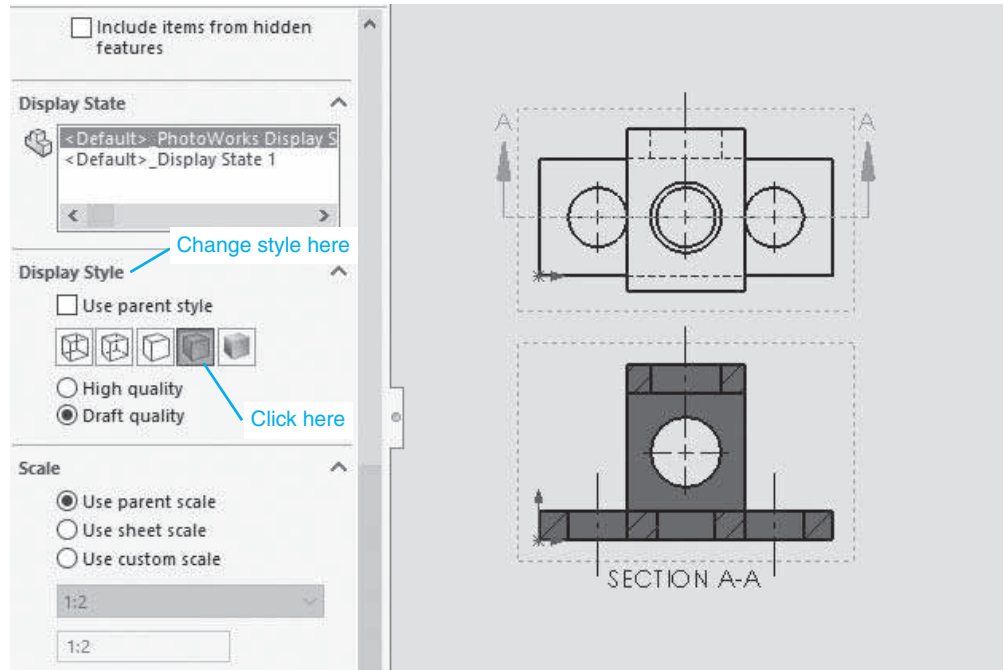 Include items from hidden
features
Display State
<Default>_PhotoWorks Display S
<Default>_Display State 1
Change style here
Display Style
Use parent style
High quality
Draft quality
Click here
Scale
Use parent scale
Use sheet scale
Use custom scale
1:2
1:2
A
A
SECTION A-A